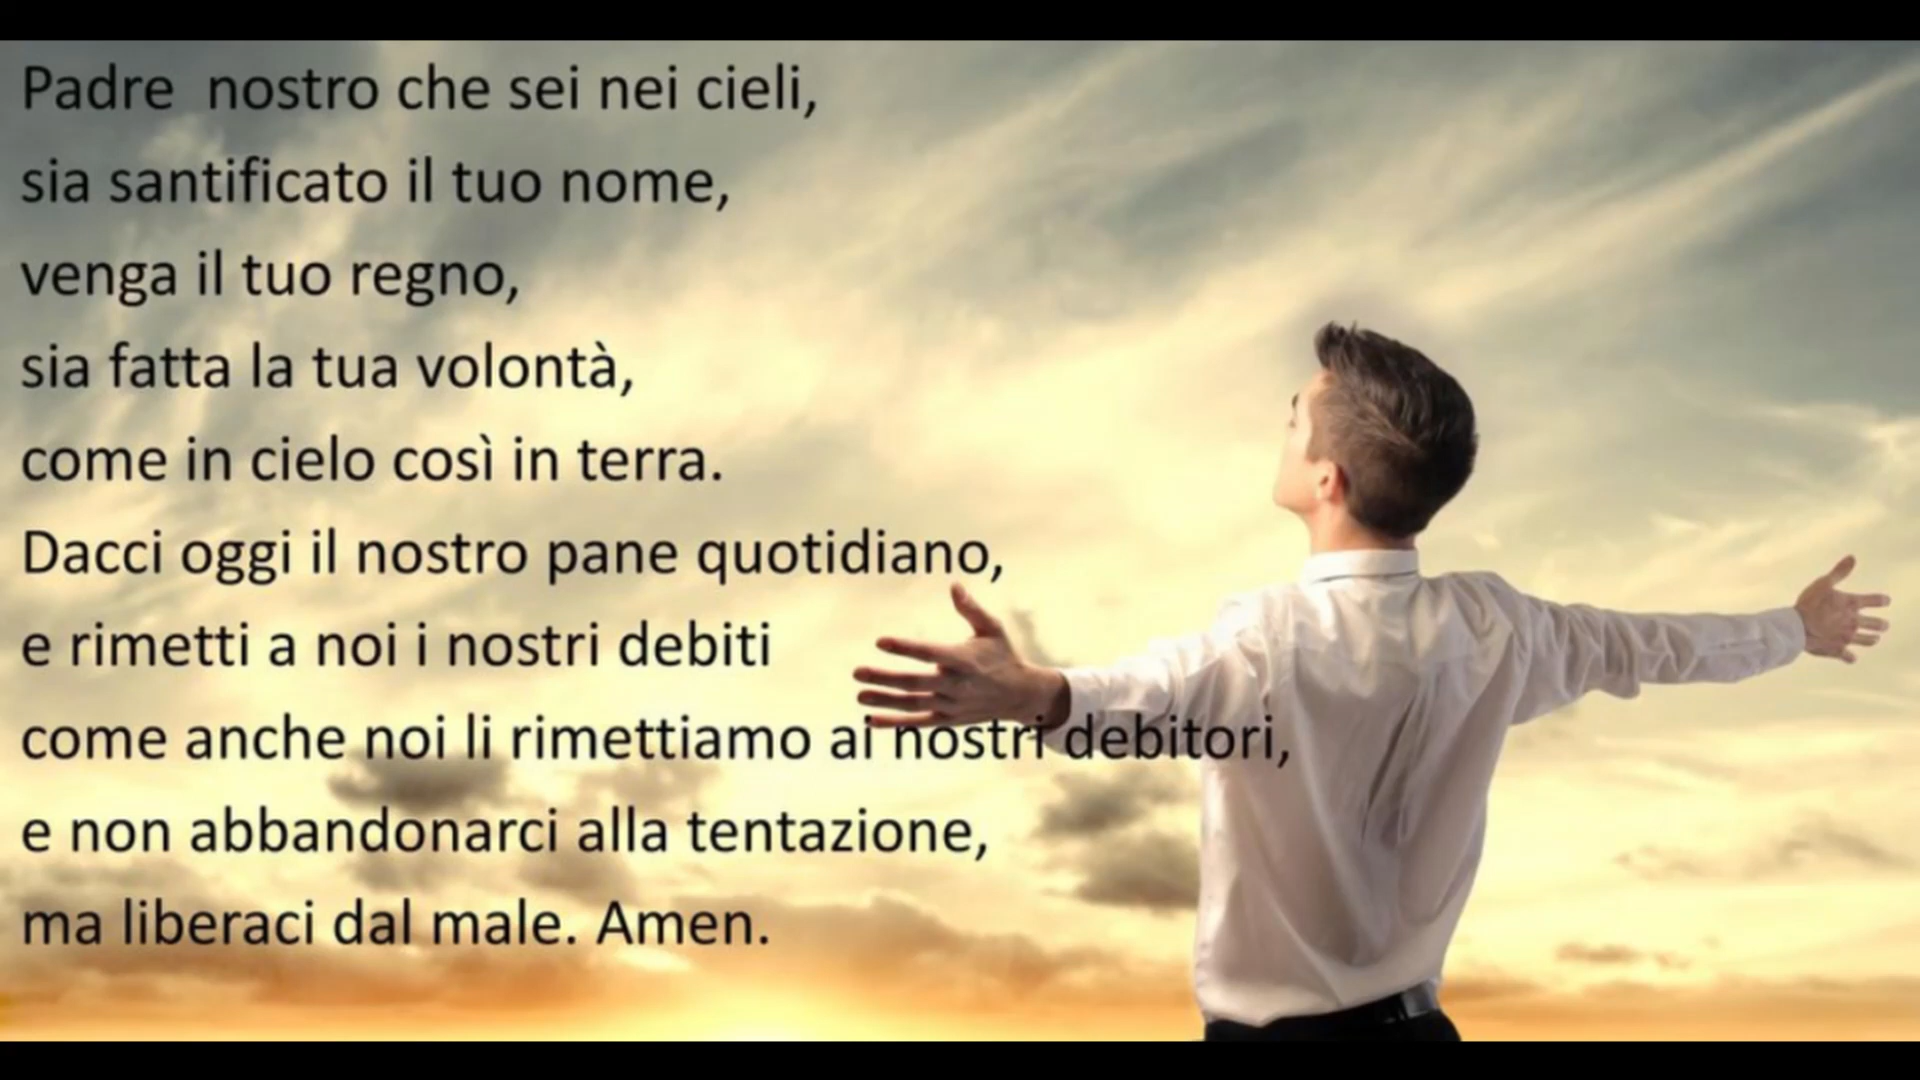 Padre nostro che sei nei cieli,
sia santificato il tuo nome,
venga il tuo regno,
sia fatta la tua volontà,
come in cielo così in terra.
Dacci oggi il nostro pane quotidiano,
e rimetti a noi i nostri debiti
come anche noi li rimettiamo ai nostri debitori,
e non abbandonarci alla tentazione,
ma liberaci dal male. Amen.